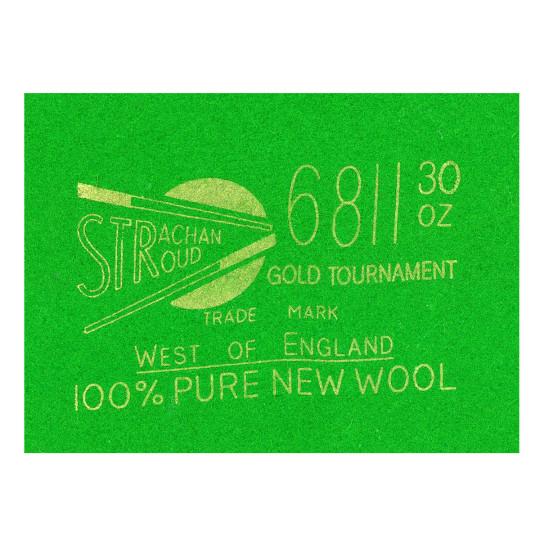 STRACHAN
STROUD
6811 30 OZ
GOLD TOURNAMENT
TRADE MARK
WEST OF ENGLAND
100% PURE NEW WOOL